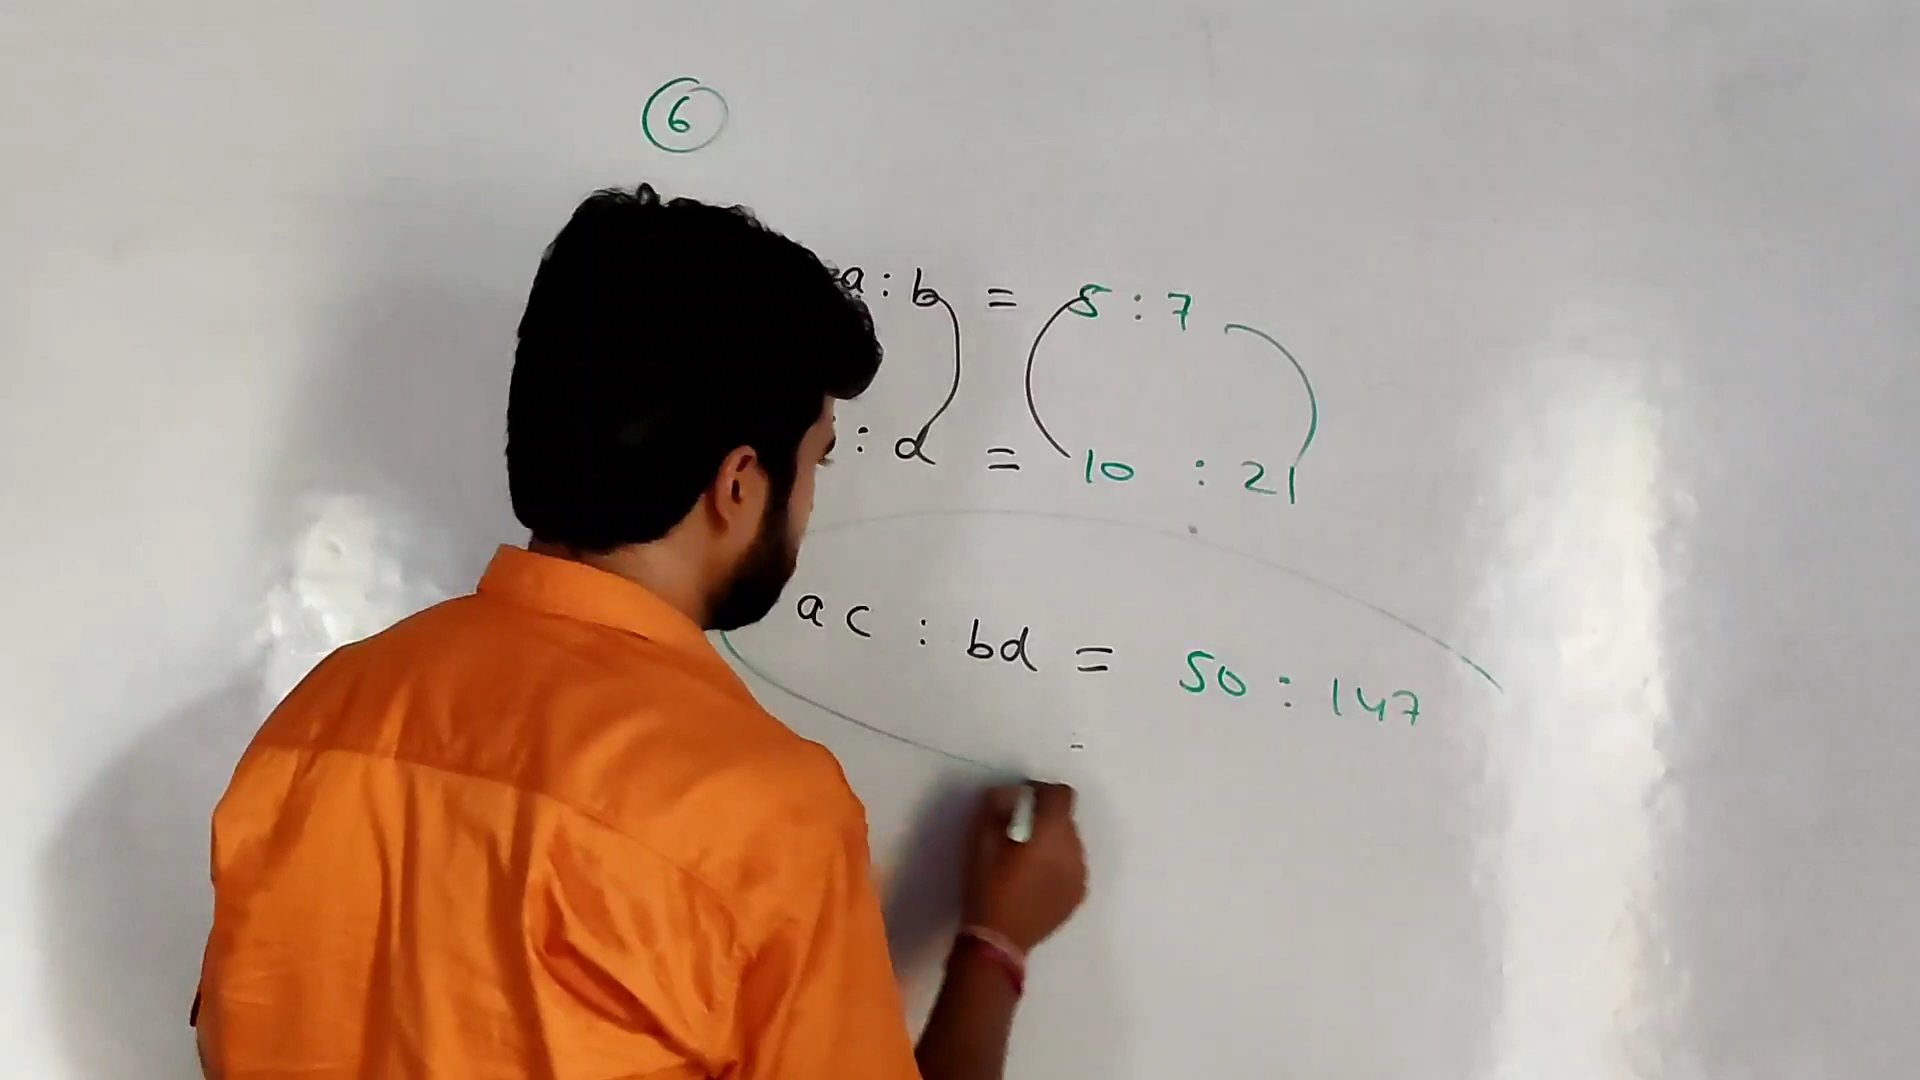 6
a : b = 5 : 7
: d = 10 : 21
ac : bd = 50 : 147